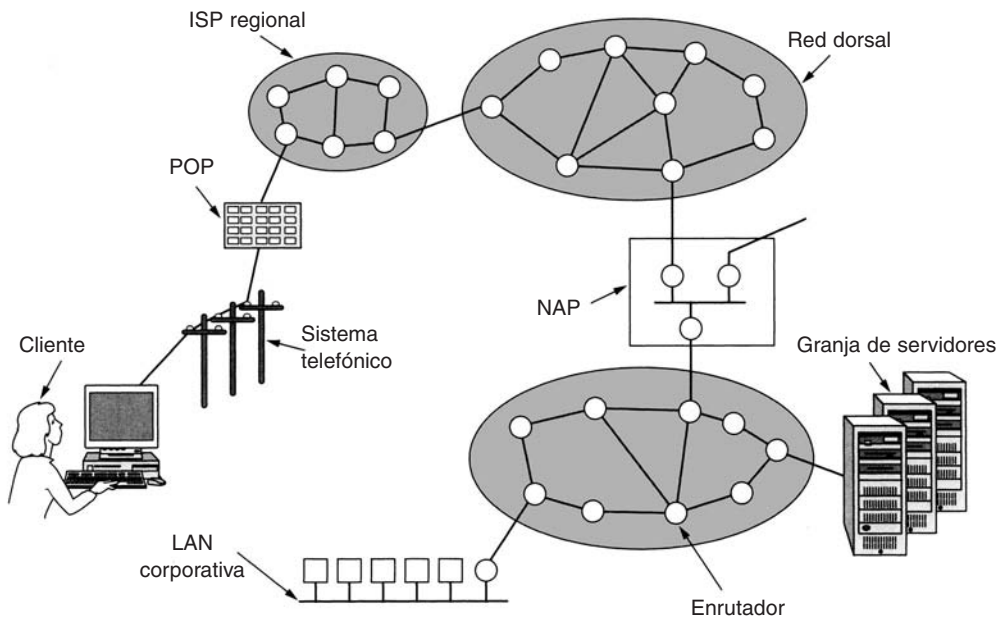 ISP regional
Red dorsal
POP
NAP
Sistema
telefónico
Cliente
Granja de servidores
LAN
corporativa
Enrutador